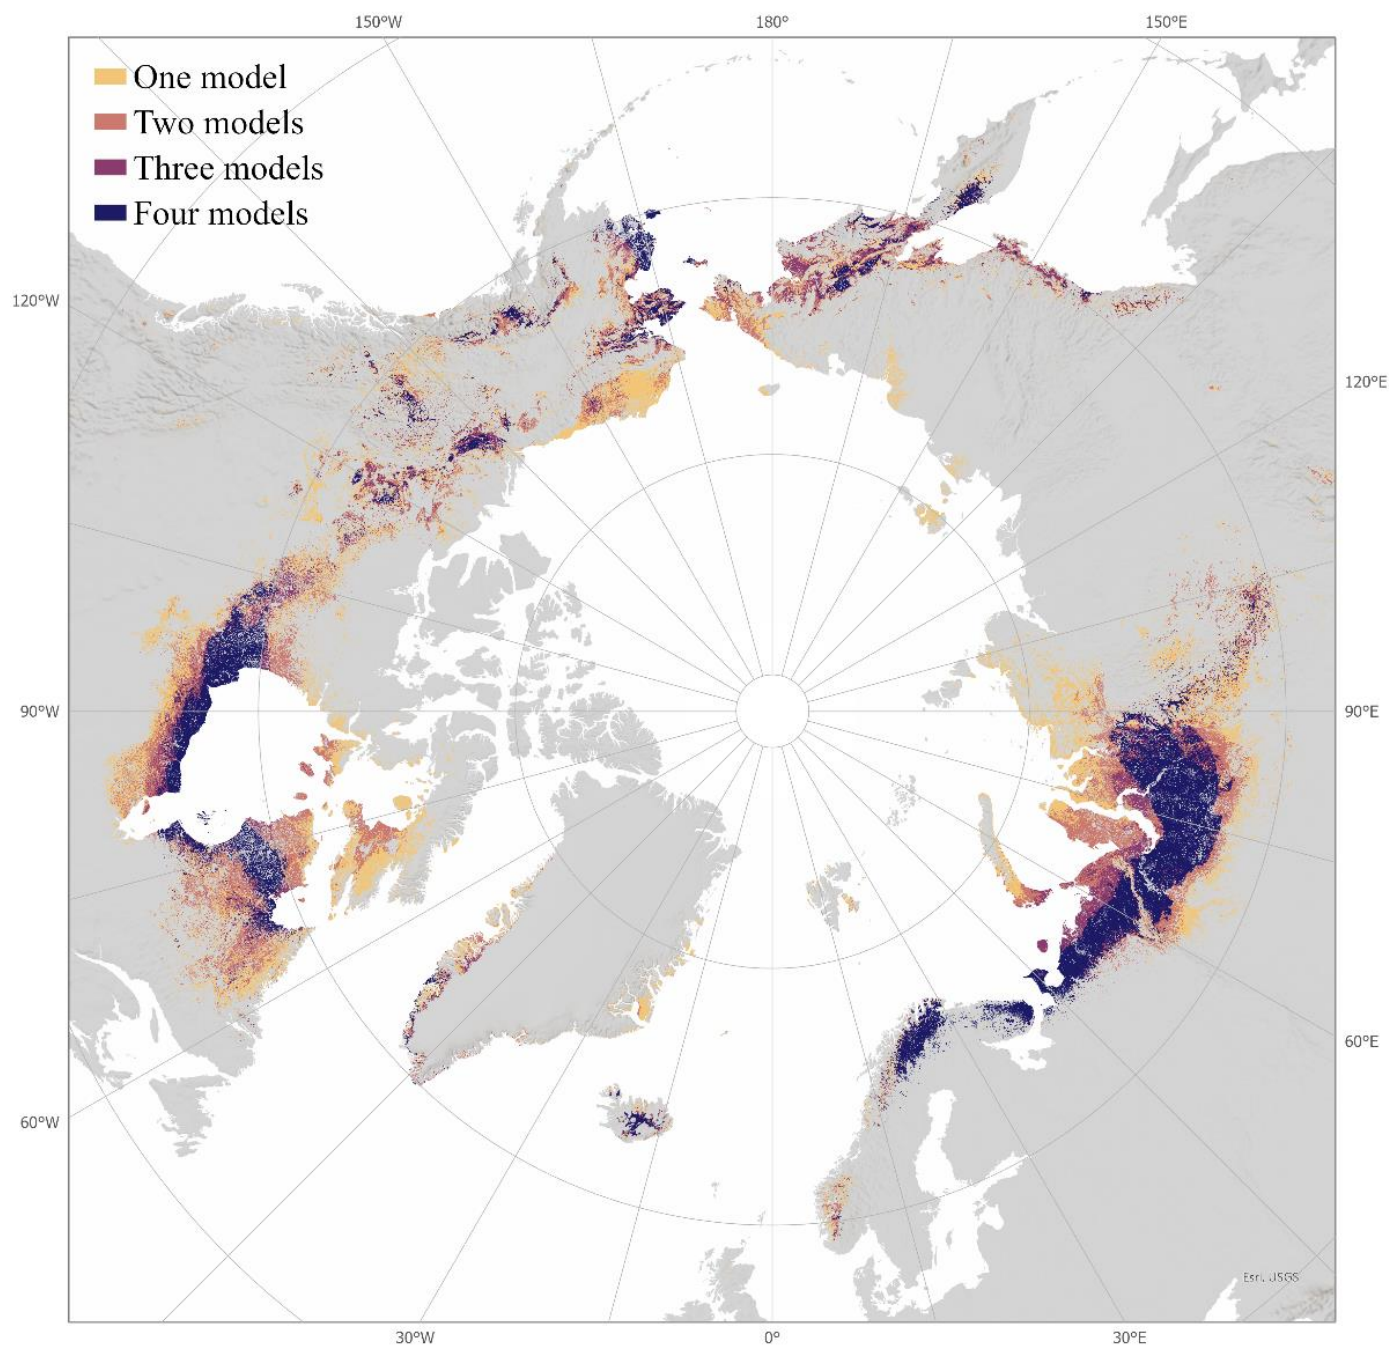 150°W 180° 150°E
One model
Two models
Three models
Four models
120°W
120°E
90°W 90°E
60°E
60°W
Esri, USGS
30°W 0° 30°E